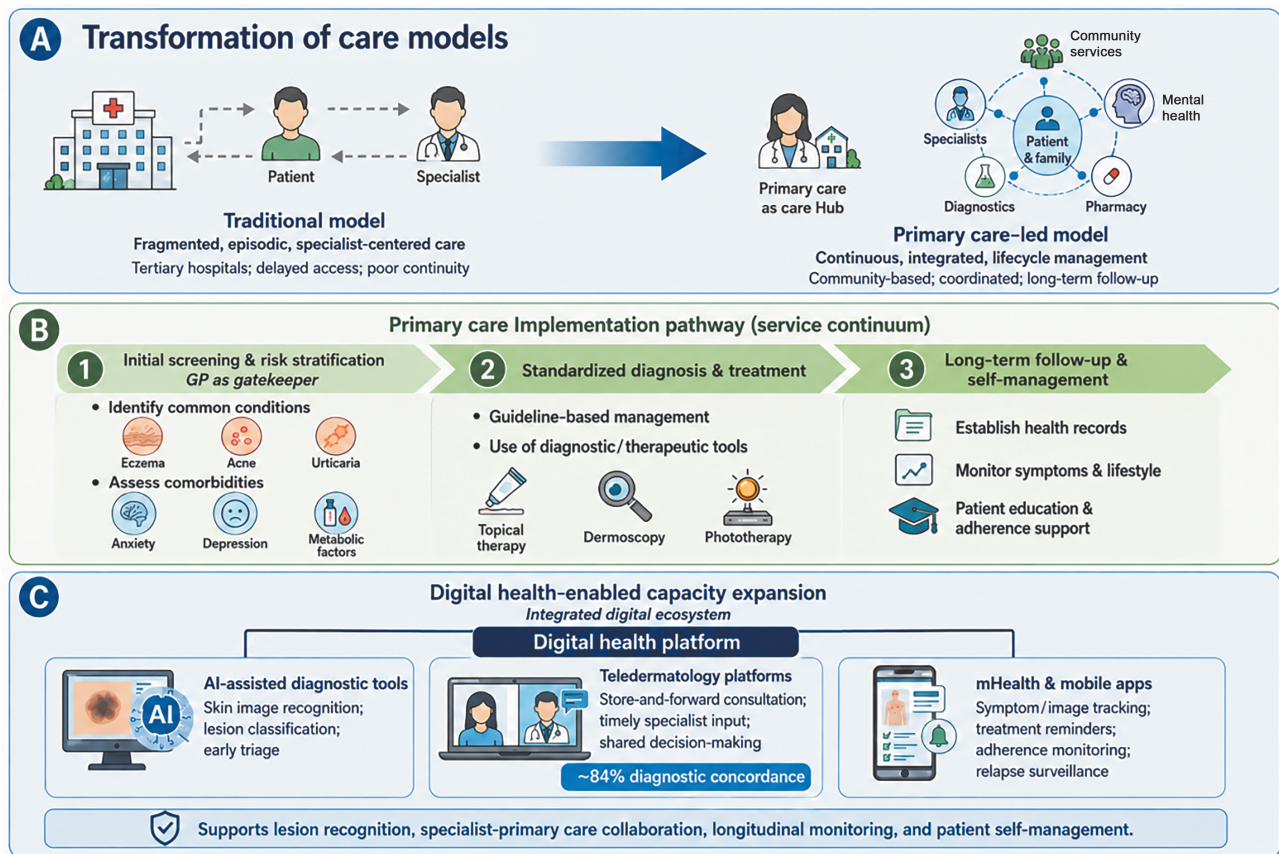 A
Transformation of care models
Patient
Specialist
Traditional model
Fragmented, episodic, specialist-centered care
Tertiary hospitals; delayed access; poor continuity
Primary care
as care Hub
Community
services
Specialists
Mental
health
Patient
& family
Diagnostics
Pharmacy
Primary care–led model
Continuous, integrated, lifecycle management
Community-based; coordinated; long-term follow-up
B
Primary care Implementation pathway (service continuum)
1
Initial screening & risk stratification
GP as gatekeeper
• Identify common conditions
Eczema
Acne
Urticaria
• Assess comorbidities
Anxiety
Depression
Metabolic
factors
2
Standardized diagnosis & treatment
• Guideline-based management
• Use of diagnostic/therapeutic tools
Topical
therapy
Dermoscopy
Phototherapy
3
Long-term follow-up &
self-management
Establish health records
Monitor symptoms & lifestyle
Patient education &
adherence support
C
Digital health-enabled capacity expansion
Integrated digital ecosystem
Digital health platform
AI
AI-assisted diagnostic tools
Skin image recognition;
lesion classification;
early triage
Teledermatology platforms
Store-and-forward consultation;
timely specialist input;
shared decision-making
~84% diagnostic concordance
mHealth & mobile apps
Symptom/image tracking;
treatment reminders;
adherence monitoring;
relapse surveillance
Supports lesion recognition, specialist-primary care collaboration, longitudinal monitoring, and patient self-management.